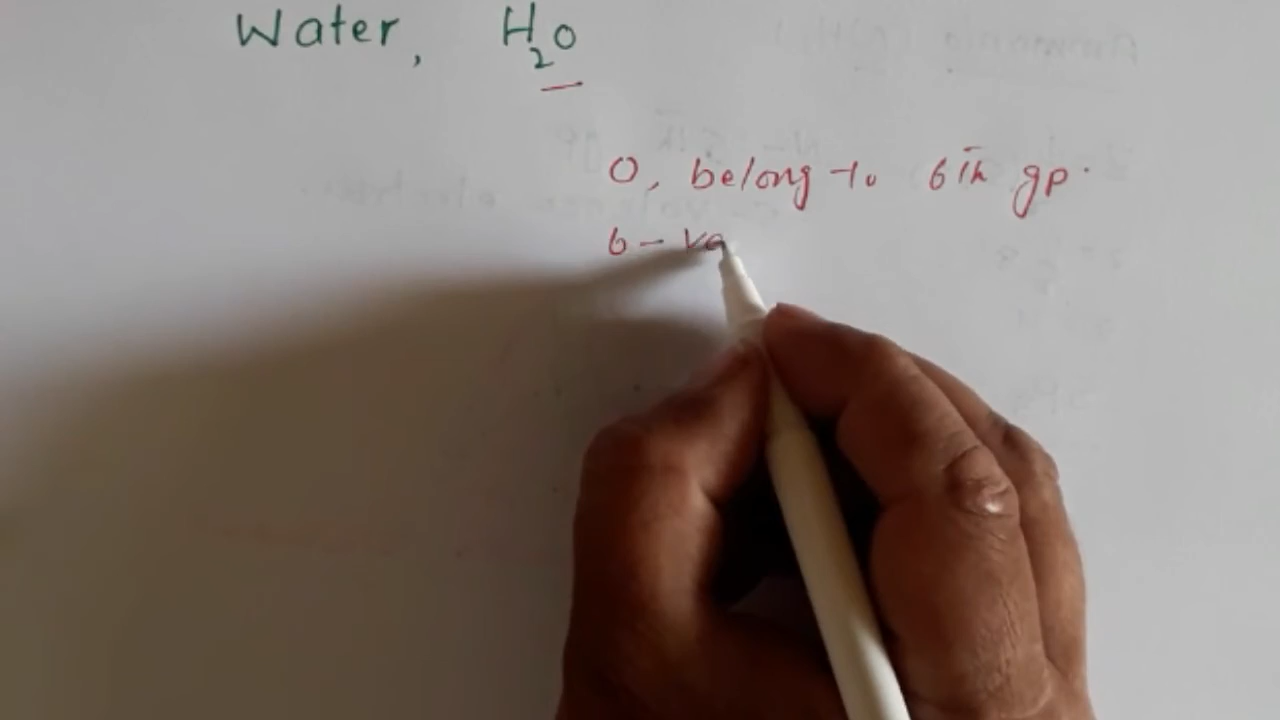 Water, H₂O
O, belong to 6th gp.
6 - va